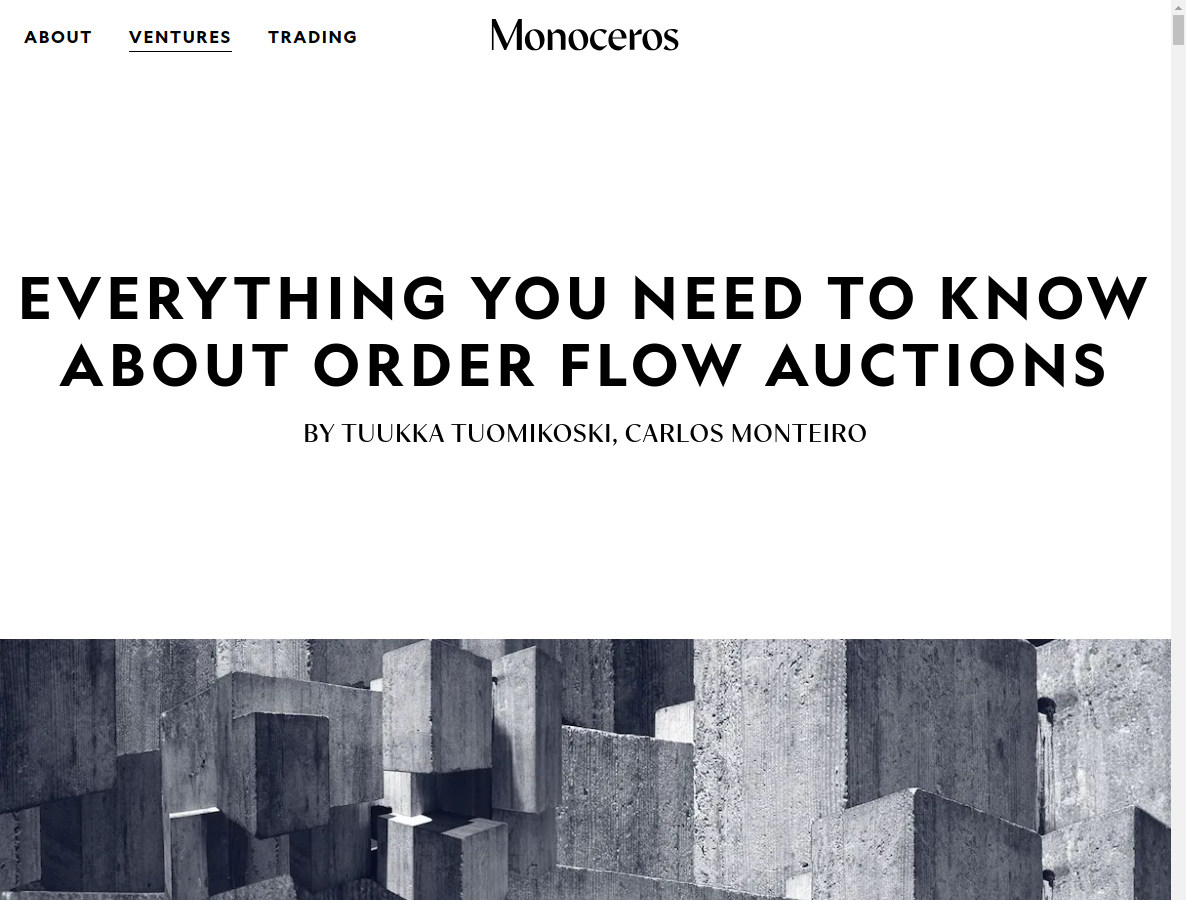 ABOUT VENTURES TRADING Monoceros
EVERYTHING YOU NEED TO KNOW
ABOUT ORDER FLOW AUCTIONS
BY TUUKKA TUOMIKOSKI, CARLOS MONTEIRO